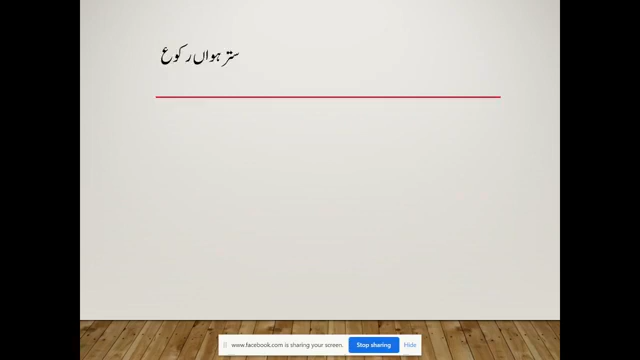 سترہواں رکوع
www.facebook.com is sharing your screen. Stop sharing Hide